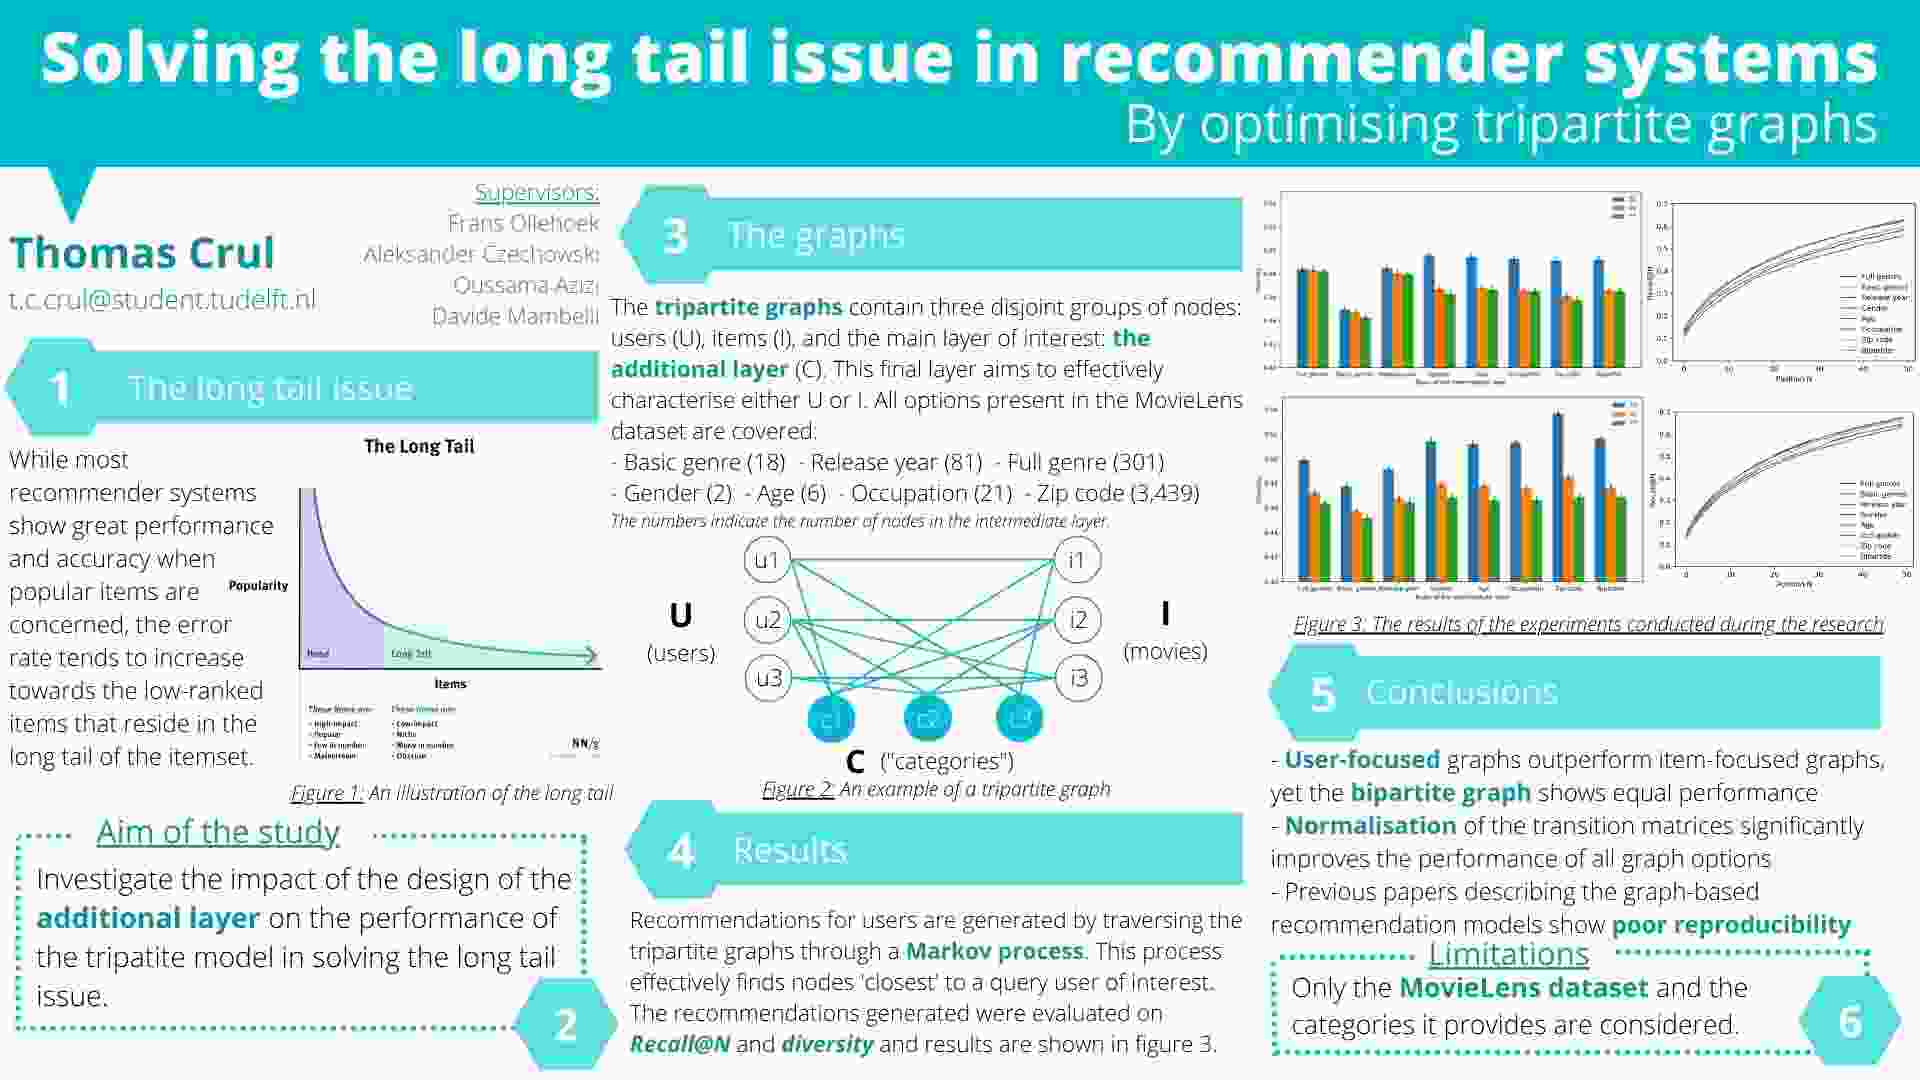 Solving the long tail issue in recommender systems
By optimising tripartite graphs
Thomas Crul
t.c.crul@student.tudelft.nl
Supervisors:
Frans Oliehoek
Aleksander Czechowski
Oussama Azizi
Davide Mambelli
1 The long tail issue
While most
recommender systems
show great performance
and accuracy when
popular items are
concerned, the error
rate tends to increase
towards the low-ranked
items that reside in the
long tail of the itemset.
The Long Tail
Popularity
Head
Long Tail
Items
These items are:
• High-impact
• Popular
• Few in number
• Mainstream
These items are:
• Low-impact
• Niche
• Many in number
• Obscure
NN/g
Figure 1: An illustration of the long tail
Aim of the study
Investigate the impact of the design of the
additional layer on the performance of
the tripatite model in solving the long tail
issue.
2
3 The graphs
The tripartite graphs contain three disjoint groups of nodes:
users (U), items (I), and the main layer of interest: the
additional layer (C). This final layer aims to effectively
characterise either U or I. All options present in the MovieLens
dataset are covered:
- Basic genre (18) - Release year (81) - Full genre (301)
- Gender (2) - Age (6) - Occupation (21) - Zip code (3,439)
The numbers indicate the number of nodes in the intermediate layer.
u1
i1
U
u2
i2
I
(users)
(movies)
u3
i3
c1
c2
c3
C ("categories")
Figure 2: An example of a tripartite graph
4 Results
Recommendations for users are generated by traversing the
tripartite graphs through a Markov process. This process
effectively finds nodes 'closest' to a query user of interest.
The recommendations generated were evaluated on
Recall@N and diversity and results are shown in figure 3.
Full genres
Basic genres
Release year
Gender
Age
Occupation
Zip code
Bipartite
Position N
Full genres
Basic genres
Release year
Gender
Age
Occupation
Zip code
Bipartite
Position N
Figure 3: The results of the experiments conducted during the research
5 Conclusions
- User-focused graphs outperform item-focused graphs,
yet the bipartite graph shows equal performance
- Normalisation of the transition matrices significantly
improves the performance of all graph options
- Previous papers describing the graph-based
recommendation models show poor reproducibility
Limitations
Only the MovieLens dataset and the
categories it provides are considered.
6